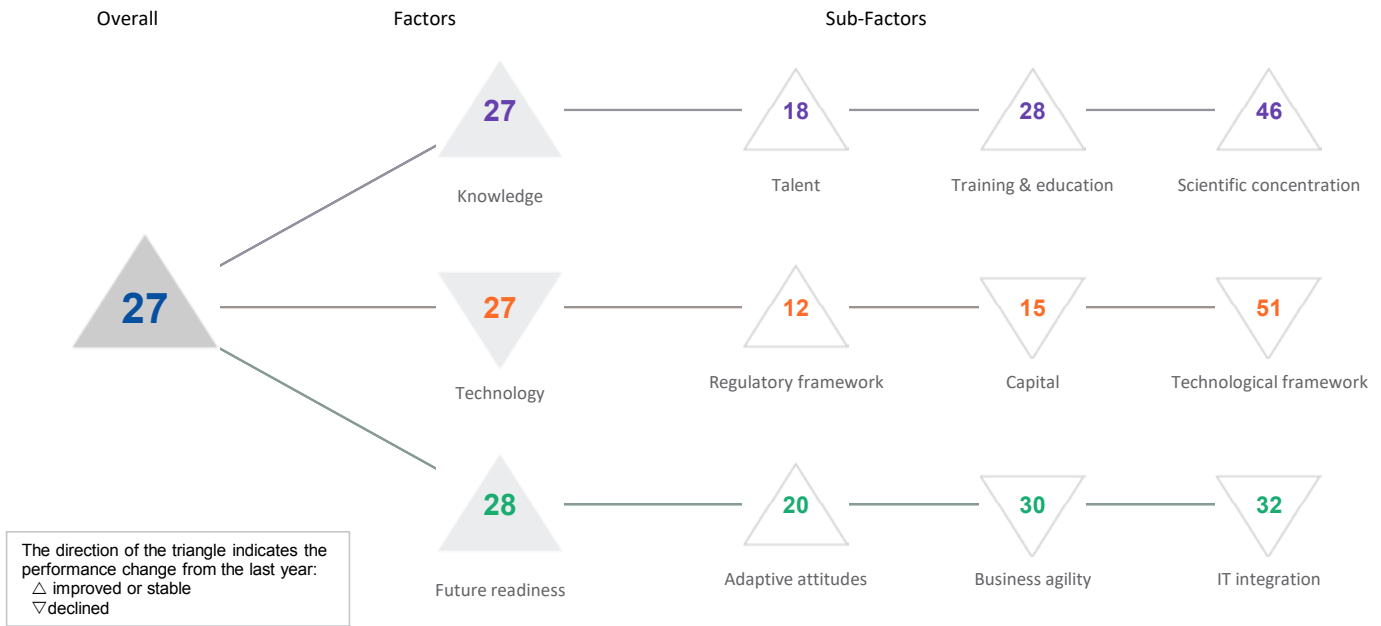 Overall
Factors
Sub-Factors
27
18
28
46
Knowledge
Talent
Training & education
Scientific concentration
27
27
12
15
51
Technology
Regulatory framework
Capital
Technological framework
28
20
30
32
Future readiness
Adaptive attitudes
Business agility
IT integration
The direction of the triangle indicates the
performance change from the last year:
△ improved or stable
▽declined